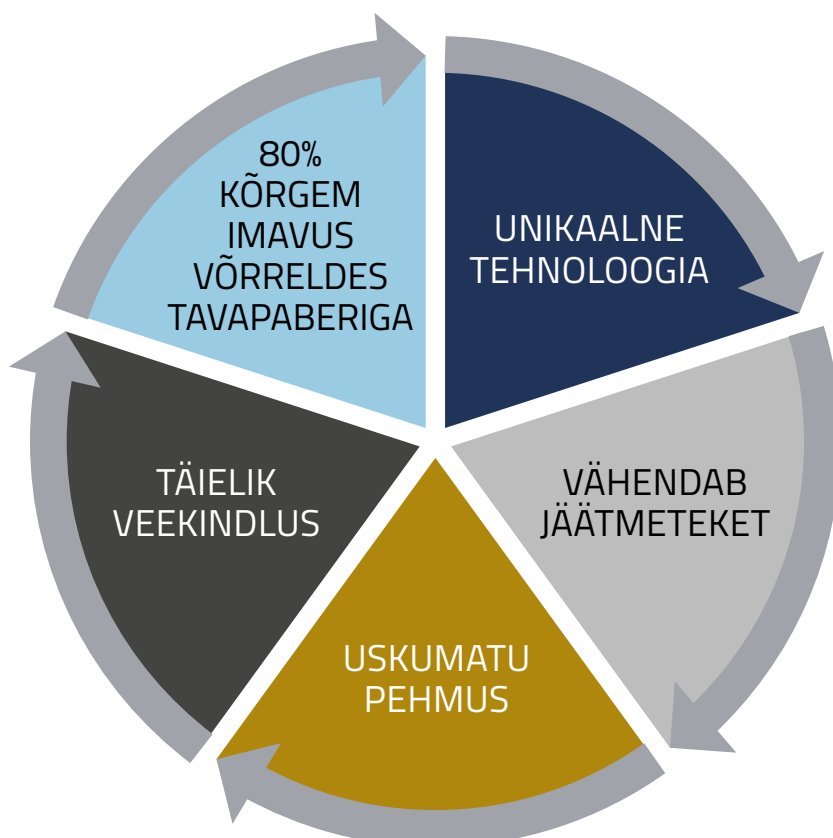 80%
KÕRGEM
IMAVUS
VÕRRELDES
TAVAPABERIGA
UNIKAALNE
TEHNOLOOGIA
VÄHENDAB
JÄÄTMETEKET
USKUMATU
PEHMUS
TÄIELIK
VEEKINDLUS